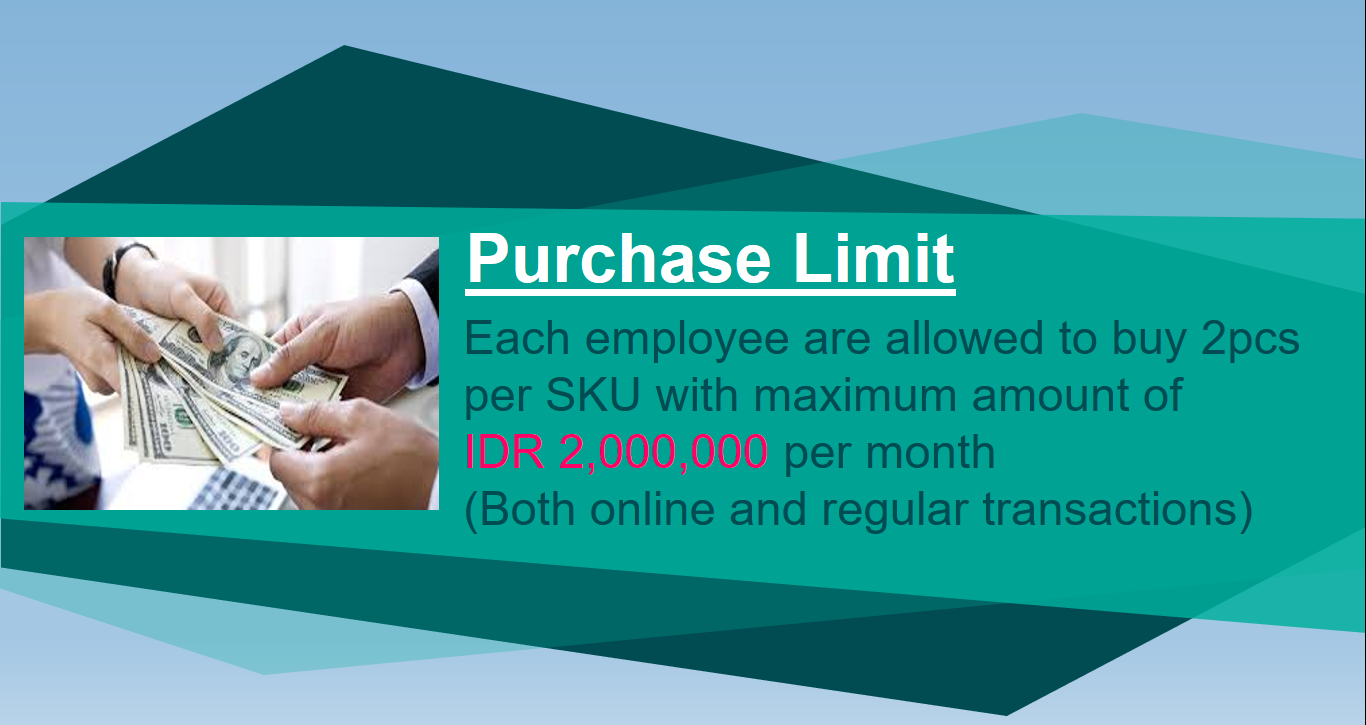 Purchase Limit
Each employee are allowed to buy 2pcs
per SKU with maximum amount of
IDR 2,000,000 per month
(Both online and regular transactions)